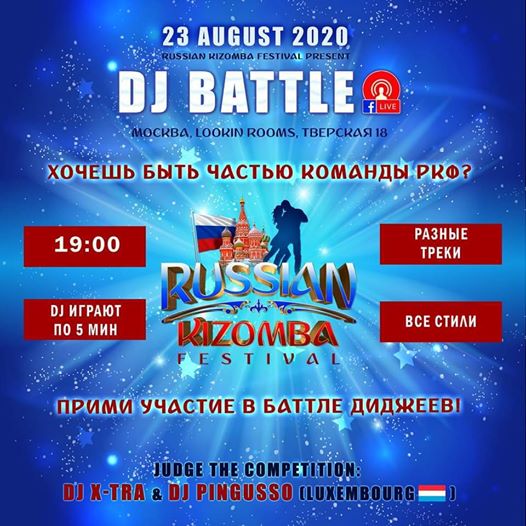 23 AUGUST 2020
RUSSIAN KIZOMBA FESTIVAL PRESENT
DJ BATTLE
f LIVE
МОСКВА, LOOKIN ROOMS, ТВЕРСКАЯ 18
ХОЧЕШЬ БЫТЬ ЧАСТЬЮ КОМАНДЫ РКФ?
19:00
РАЗНЫЕ
ТРЕКИ
RUSSIAN
KIZOMBA
FESTIVAL
DJ ИГРАЮТ
ПО 5 МИН
ВСЕ СТИЛИ
ПРИМИ УЧАСТИЕ В БАТТЛЕ ДИДЖЕЕВ!
JUDGE THE COMPETITION:
DJ X-TRA & DJ PINGUSSO (LUXEMBOURG)